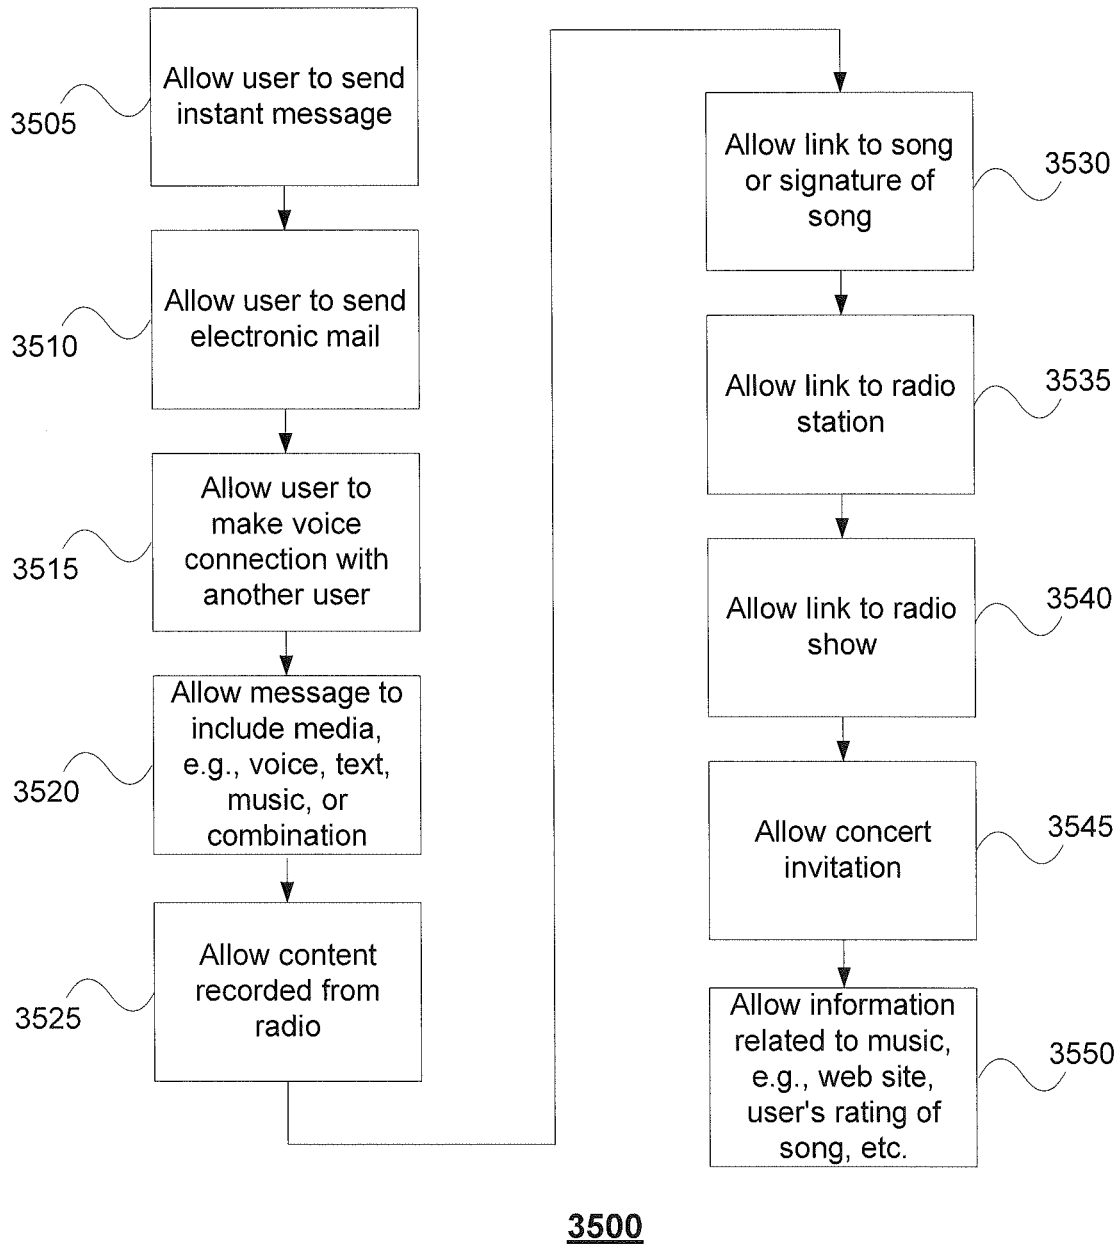 Allow user to send
instant message
3505
Allow user to send
electronic mail
3510
Allow user to
make voice
connection with
another user
3515
Allow message to
include media,
e.g., voice, text,
music, or
combination
3520
Allow content
recorded from
radio
3525
Allow link to song
or signature of
song
3530
Allow link to radio
station
3535
Allow link to radio
show
3540
Allow concert
invitation
3545
Allow information
related to music,
e.g., web site,
user's rating of
song, etc.
3550
3500